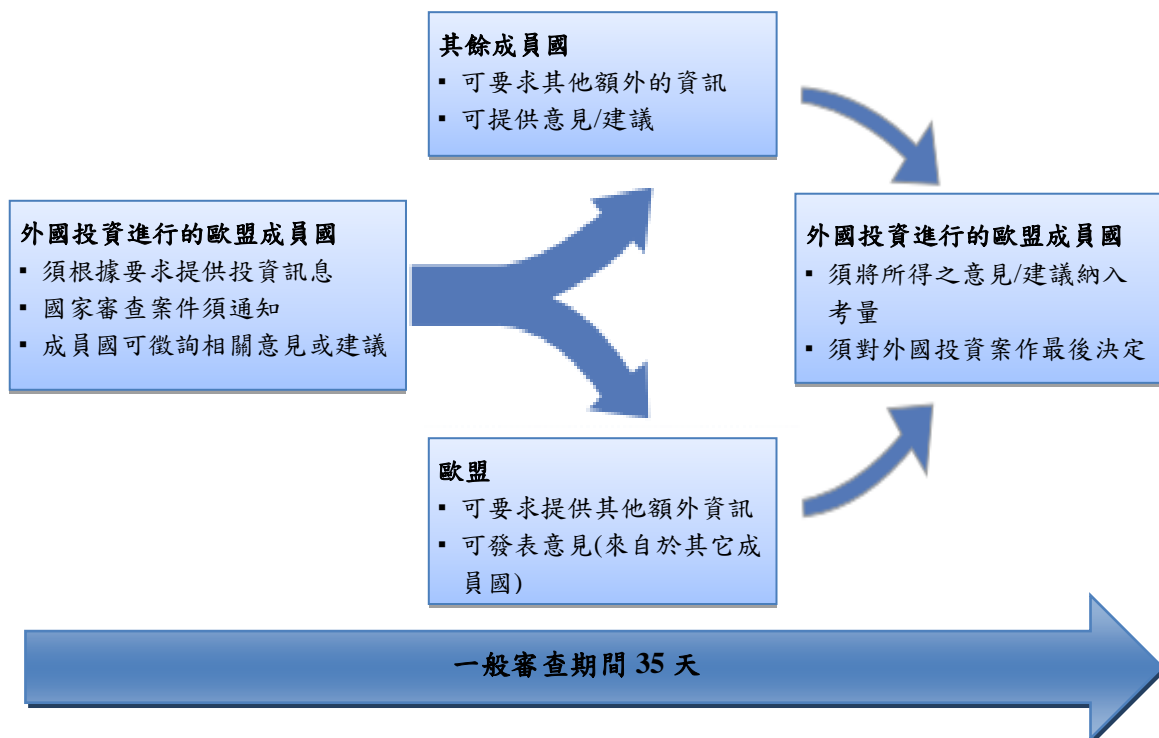 其餘成員國
▪ 可要求其他額外的資訊
▪ 可提供意見/建議
外國投資進行的歐盟成員國
▪ 須根據要求提供投資訊息
▪ 國家審查案件須通知
▪ 成員國可徵詢相關意見或建議
歐盟
▪ 可要求提供其他額外資訊
▪ 可發表意見(來自於其它成
員國)
外國投資進行的歐盟成員國
▪ 須將所得之意見/建議納入
考量
▪ 須對外國投資案作最後決定
一般審查期間 35 天